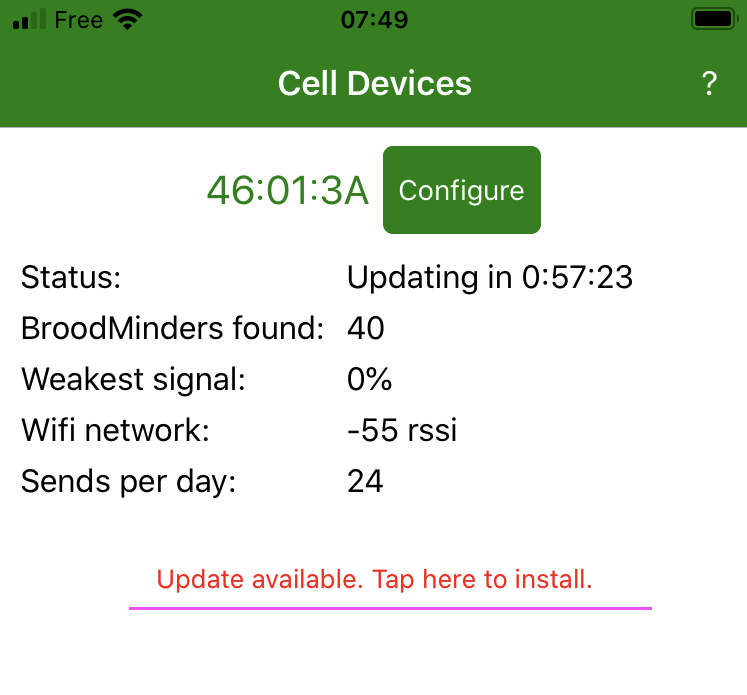 Free 07:49
Cell Devices ?
46:01:3A Configure
Status: Updating in 0:57:23
BroodMinders found: 40
Weakest signal: 0%
Wifi network: -55 rssi
Sends per day: 24
Update available. Tap here to install.